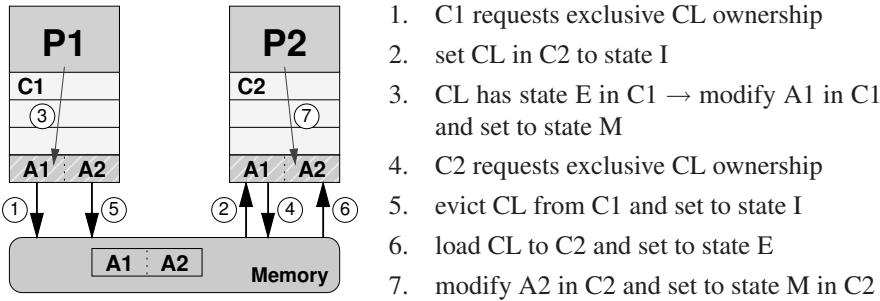 P1
P2
C1
C2
3
7
A1 A2
A1 A2
1
5
2
4
6
A1 A2
Memory
1. C1 requests exclusive CL ownership
2. set CL in C2 to state I
3. CL has state E in C1 → modify A1 in C1
and set to state M
4. C2 requests exclusive CL ownership
5. evict CL from C1 and set to state I
6. load CL to C2 and set to state E
7. modify A2 in C2 and set to state M in C2